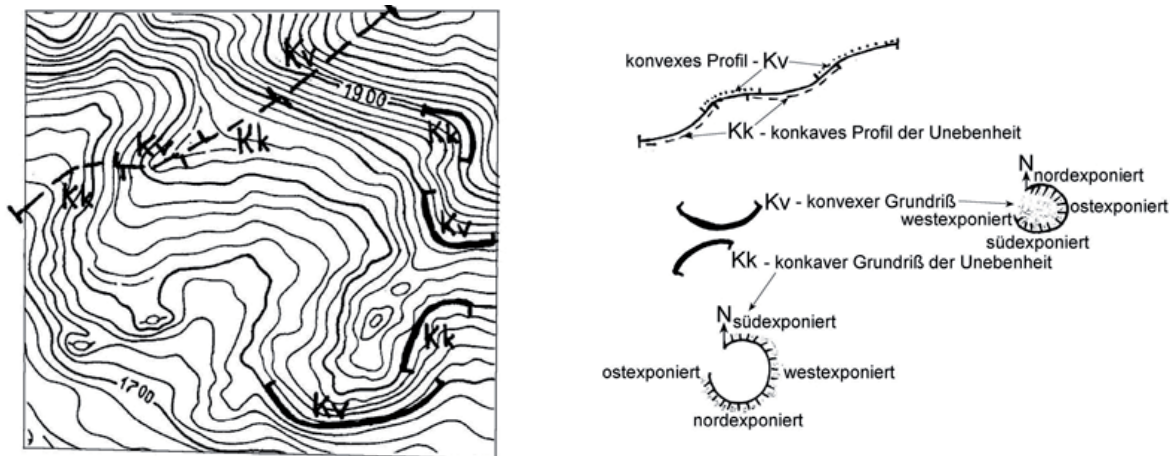 Kv
1900
Kk
Kv
Kk
Kk
Kv
Kk
Kv
1700
konvexes Profil - Kv
Kk - konkaves Profil der Unebenheit
N
nordexponiert
Kv - konvexer Grundriß
westexponiert
ostexponiert
südexponiert
Kk - konkaver Grundriß der Unebenheit
N
südexponiert
ostexponiert
westexponiert
nordexponiert